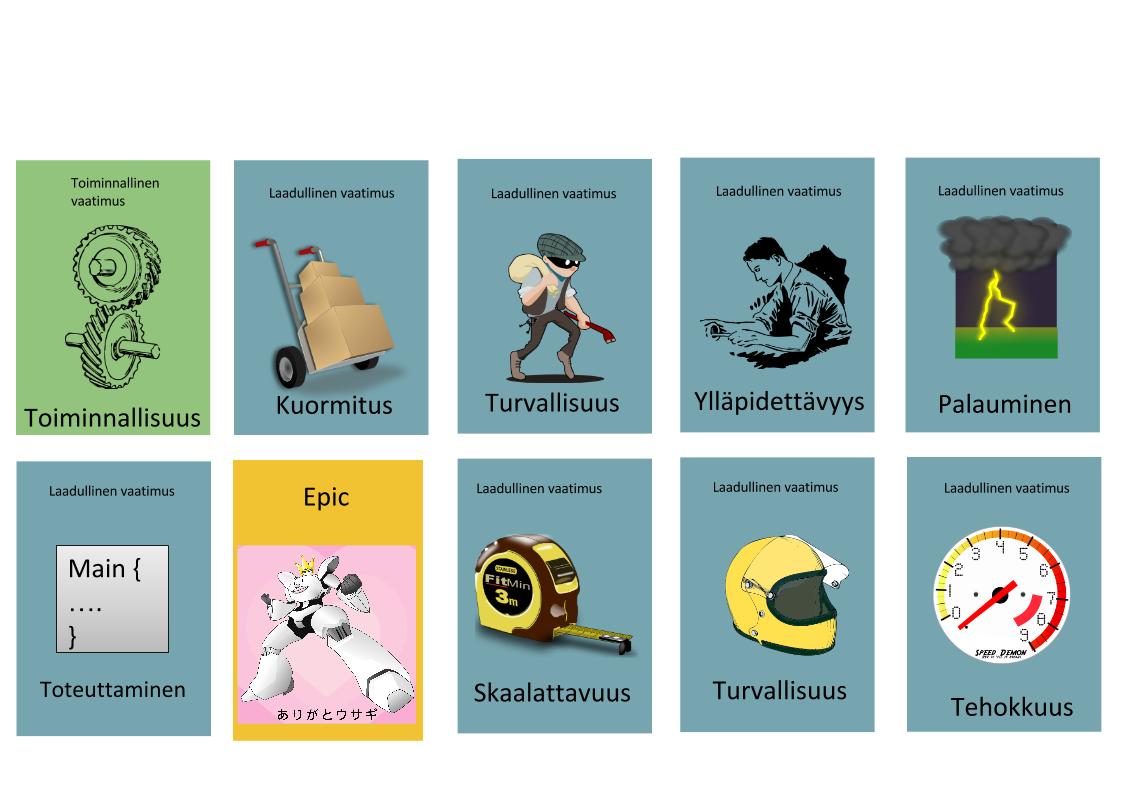 Toiminnallinen
vaatimus
Toiminnallisuus
Laadullinen vaatimus
Kuormitus
Laadullinen vaatimus
Turvallisuus
Laadullinen vaatimus
Ylläpidettävyys
Laadullinen vaatimus
Palauminen
Laadullinen vaatimus
Main {
....
}
Toteuttaminen
Epic
ありがとウサギ
Laadullinen vaatimus
STAINLESS
FitMin
3m
Skaalattavuus
Laadullinen vaatimus
Turvallisuus
Laadullinen vaatimus
0
1
2
3
4
5
6
7
8
9
SPEED DEMON
Tehokkuus